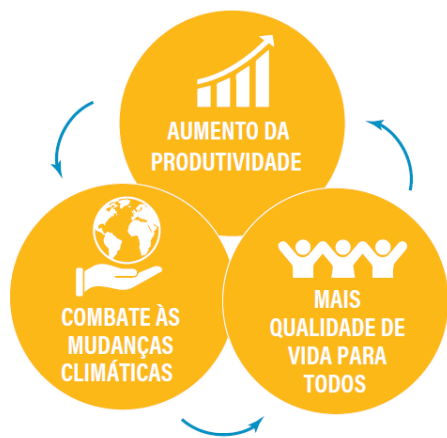 AUMENTO DA
PRODUTIVIDADE
COMBATE ÀS
MUDANÇAS
CLIMÁTICAS
MAIS
QUALIDADE DE
VIDA PARA
TODOS